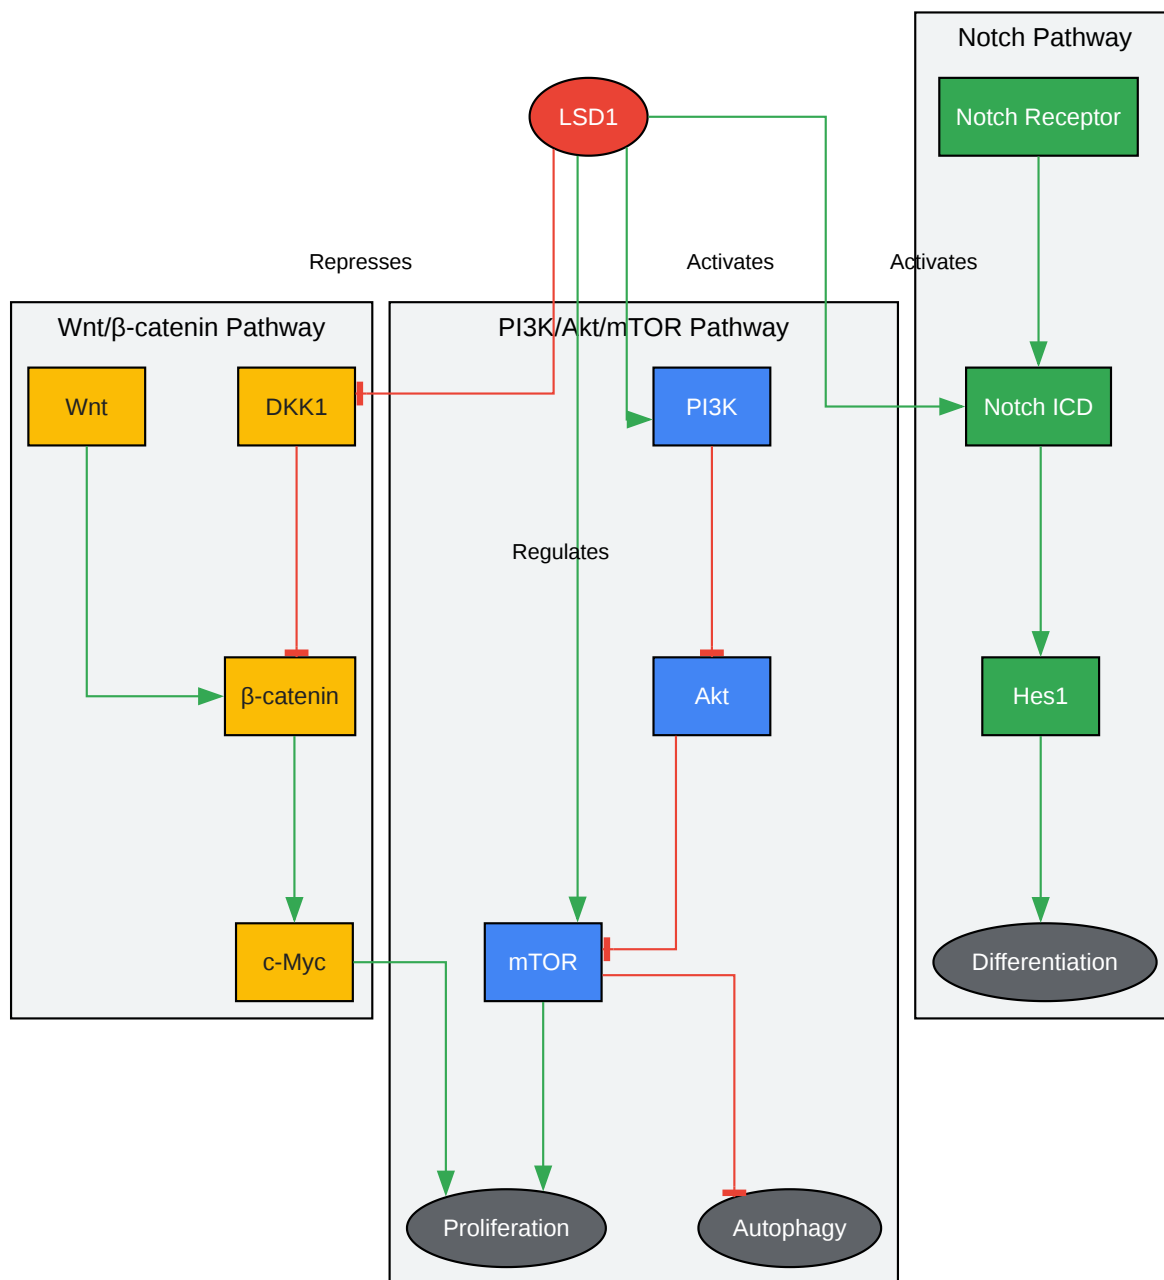 Notch Pathway
LSD1
Notch Receptor
Represses
Activates
Activates
Wnt/β-catenin Pathway
PI3K/Akt/mTOR Pathway
Wnt
DKK1
PI3K
Notch ICD
Regulates
β-catenin
Akt
Hes1
c-Myc
mTOR
Differentiation
Proliferation
Autophagy